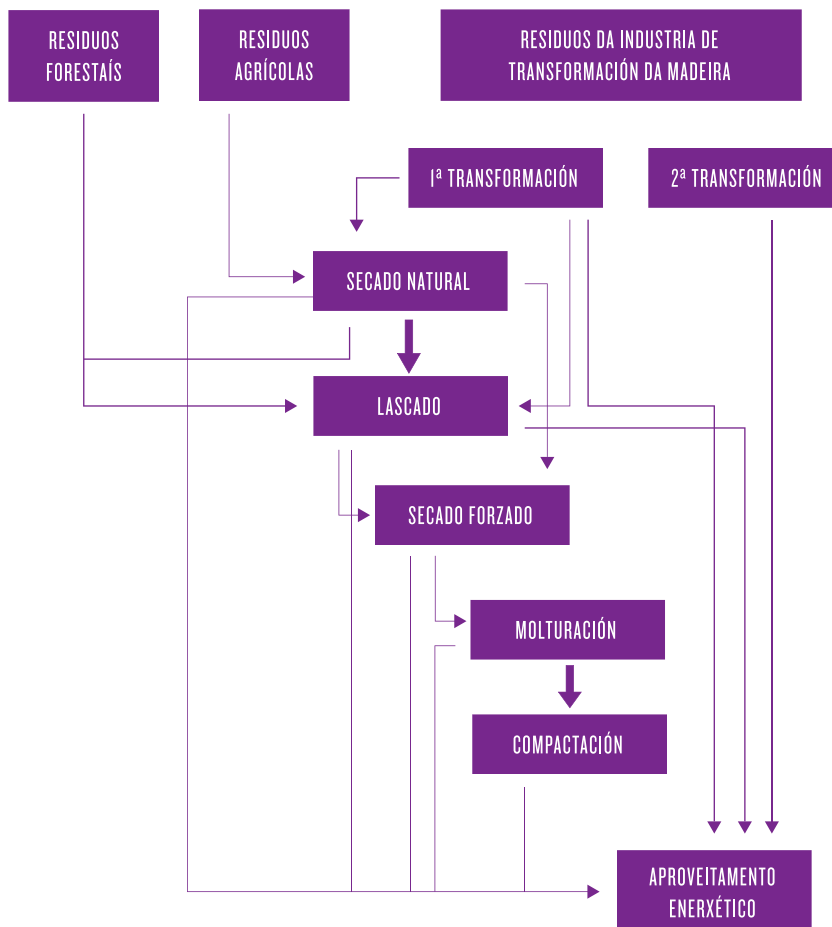 RESIDUOS
FORESTAÍS
RESIDUOS
AGRÍCOLAS
RESIDUOS DA INDUSTRIA DE
TRANSFORMACIÓN DA MADEIRA
1ª TRANSFORMACIÓN
2ª TRANSFORMACIÓN
SECADO NATURAL
LASCADO
SECADO FORZADO
MOLTURACIÓN
COMPACTACIÓN
APROVEITAMENTO
ENERXÉTICO